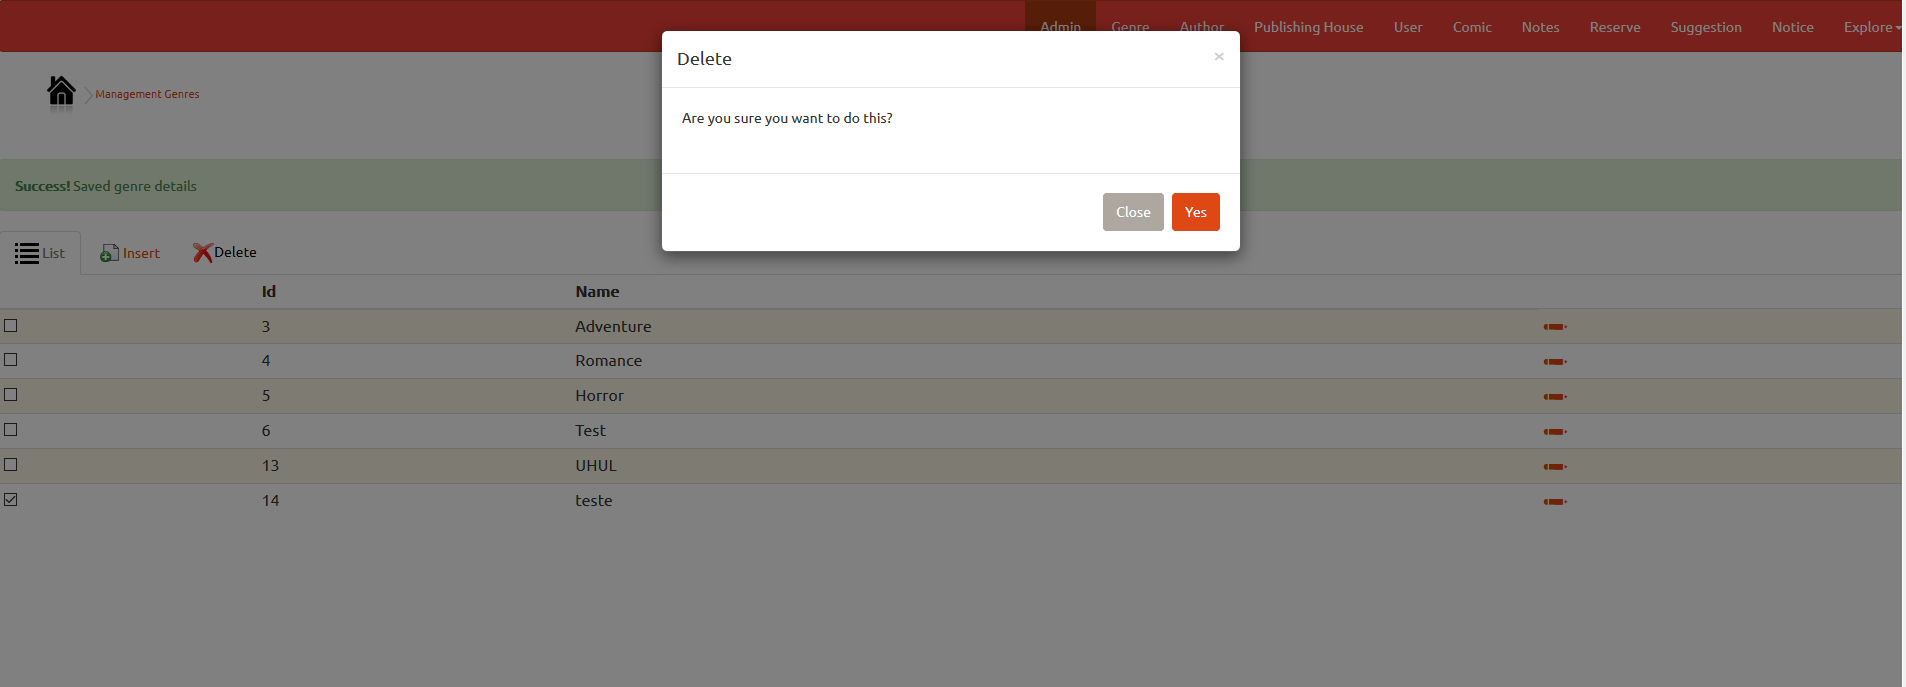 Admin Genre Author Publishing House User Comic Notes Reserve Suggestion Notice Explore
Delete ×
Management Genres
Are you sure you want to do this?
Success! Saved genre details
Close Yes
List Insert Delete
Id Name
3 Adventure
4 Romance
5 Horror
6 Test
13 UHUL
14 teste